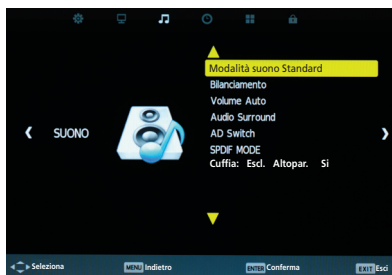 Modalità suono Standard
Bilanciamento
Volume Auto
SUONO
Audio Surround
AD Switch
SPDIF MODE
Cuffia: Escl. Altopar. Si
Seleziona
MENU Indietro
ENTER Conferma
EXIT Esci